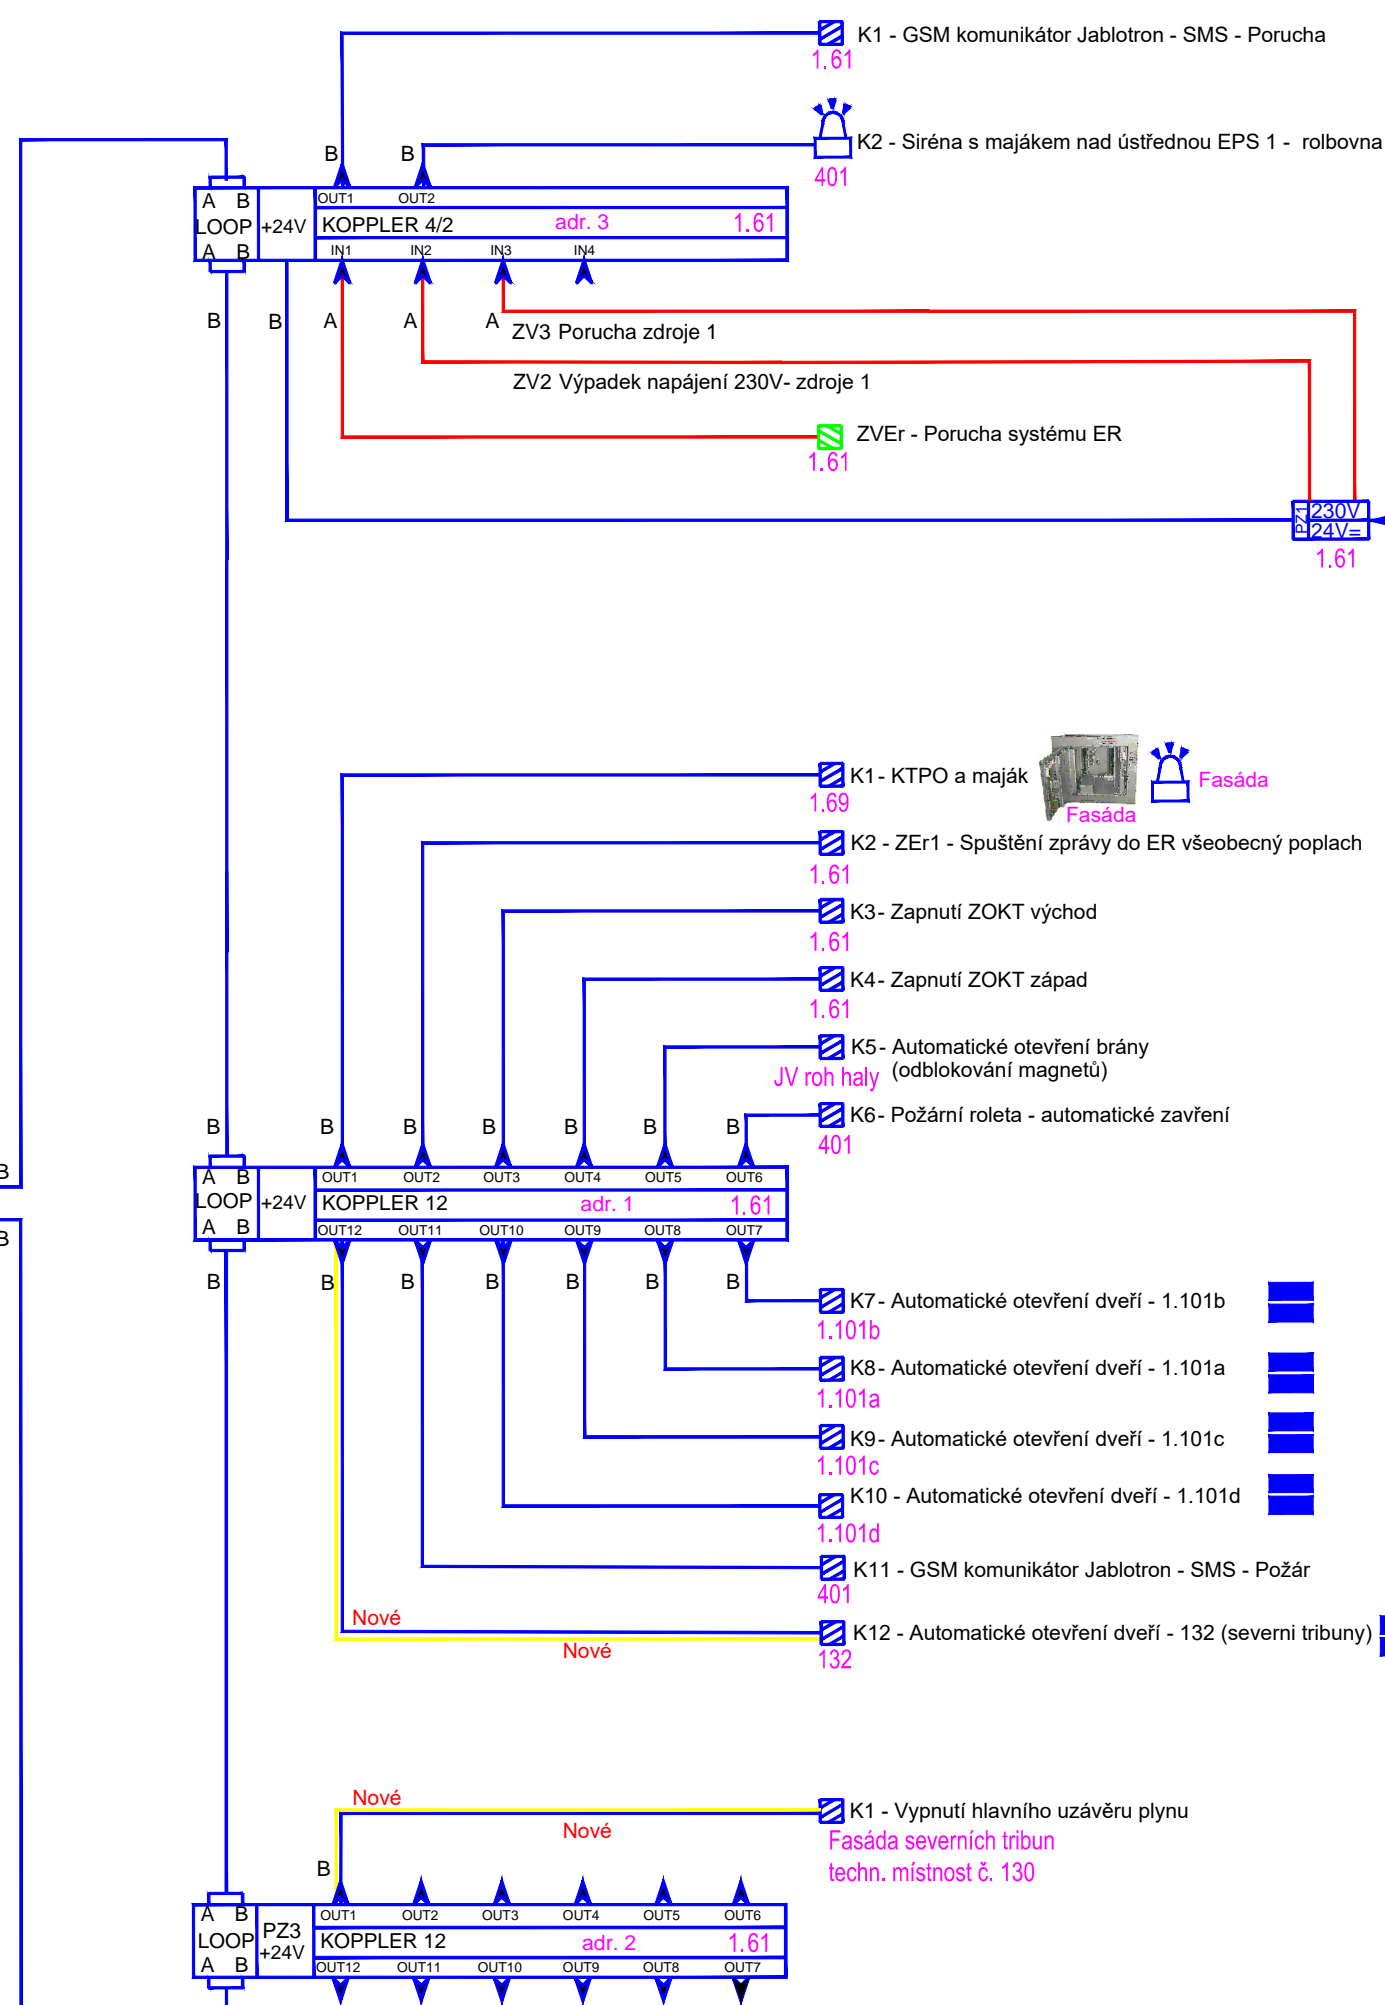 K1 - GSM komunikátor Jablotron - SMS - Porucha
1.61
K2 - Siréna s majákem nad ústřednou EPS 1 - rolbovna
401
B B
A B
LOOP
A B
+24V
OUT1 OUT2
KOPPLER 4/2 adr. 3 1.61
IN1 IN2 IN3 IN4
B B A A A
ZV3 Porucha zdroje 1
ZV2 Výpadek napájení 230V- zdroje 1
ZVEr - Porucha systému ER
1.61
PZ1
230V
24V=
1.61
K1- KTPO a maják
1.69
Fasáda
Fasáda
K2 - ZEr1 - Spuštění zprávy do ER všeobecný poplach
1.61
K3- Zapnutí ZOKT východ
1.61
K4- Zapnutí ZOKT západ
1.61
K5- Automatické otevření brány
(odblokování magnetů)
JV roh haly
K6- Požární roleta - automatické zavření
401
B B B B B B B
B
B
A B
LOOP
A B
+24V
OUT1 OUT2 OUT3 OUT4 OUT5 OUT6
KOPPLER 12 adr. 1 1.61
OUT12 OUT11 OUT10 OUT9 OUT8 OUT7
B B B B B B B
K7- Automatické otevření dveří - 1.101b
1.101b
K8- Automatické otevření dveří - 1.101a
1.101a
K9- Automatické otevření dveří - 1.101c
1.101c
K10 - Automatické otevření dveří - 1.101d
1.101d
K11 - GSM komunikátor Jablotron - SMS - Požár
401
Nové
Nové
K12 - Automatické otevření dveří - 132 (severni tribuny)
132
Nové
Nové
K1 - Vypnutí hlavního uzávěru plynu
Fasáda severních tribun
techn. místnost č. 130
B
A B
LOOP
A B
PZ3
+24V
OUT1 OUT2 OUT3 OUT4 OUT5 OUT6
KOPPLER 12 adr. 2 1.61
OUT12 OUT11 OUT10 OUT9 OUT8 OUT7